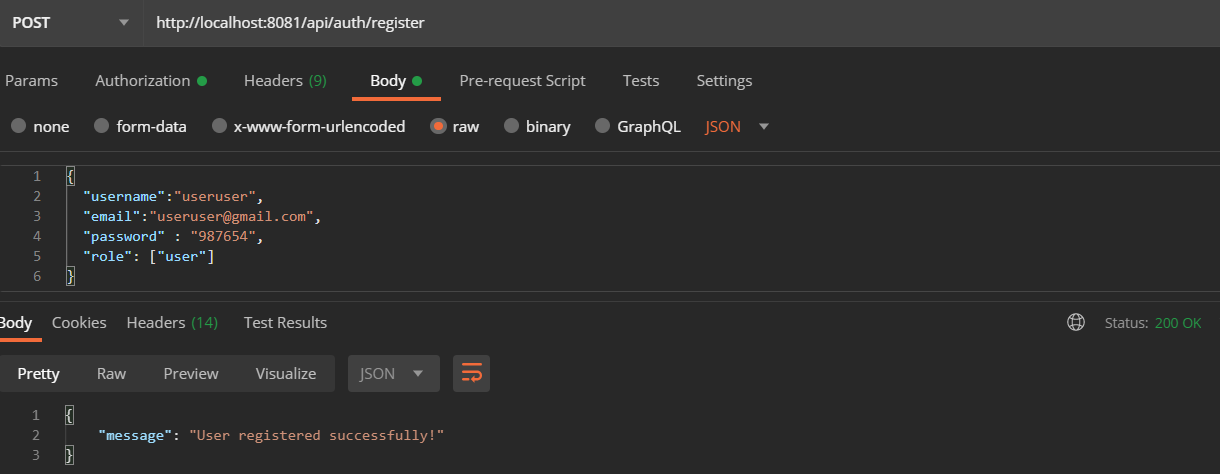 POST http://localhost:8081/api/auth/register
Params Authorization Headers (9) Body Pre-request Script Tests Settings
none form-data x-www-form-urlencoded raw binary GraphQL JSON
1 {
2 "username":"useruser",
3 "email":"useruser@gmail.com",
4 "password" : "987654",
5 "role": ["user"]
6 }
Body Cookies Headers (14) Test Results Status: 200 OK
Pretty Raw Preview Visualize JSON
1 {
2 "message": "User registered successfully!"
3 }